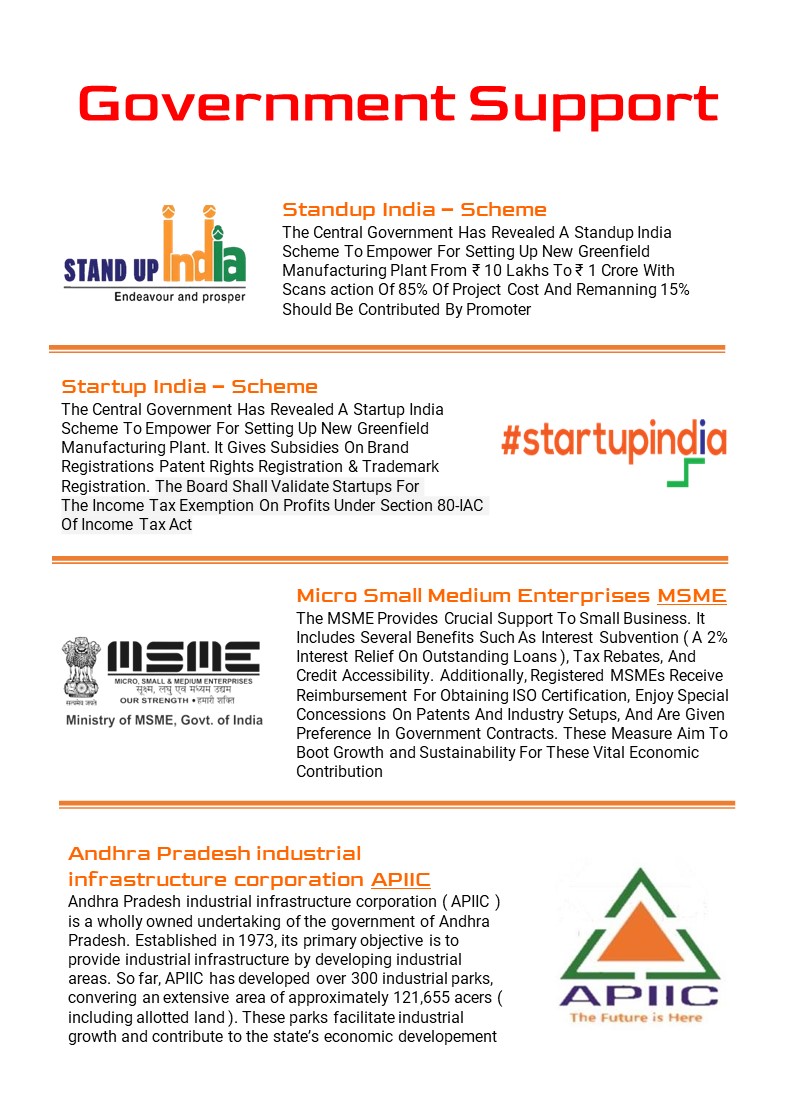 Government Support
Standup India – Scheme
The Central Government Has Revealed A Standup India
Scheme To Empower For Setting Up New Greenfield
Manufacturing Plant From ₹ 10 Lakhs To ₹ 1 Crore With
Scans action Of 85% Of Project Cost And Remanning 15%
Should Be Contributed By Promoter
STAND UP India
Endeavour and prosper
Startup India – Scheme
The Central Government Has Revealed A Startup India
Scheme To Empower For Setting Up New Greenfield
Manufacturing Plant. It Gives Subsidies On Brand
Registrations Patent Rights Registration & Trademark
Registration. The Board Shall Validate Startups For
The Income Tax Exemption On Profits Under Section 80-IAC
Of Income Tax Act
#startupindia
Micro Small Medium Enterprises MSME
The MSME Provides Crucial Support To Small Business. It
Includes Several Benefits Such As Interest Subvention ( A 2%
Interest Relief On Outstanding Loans ), Tax Rebates, And
Credit Accessibility. Additionally, Registered MSMEs Receive
Reimbursement For Obtaining ISO Certification, Enjoy Special
Concessions On Patents And Industry Setups, And Are Given
Preference In Government Contracts. These Measure Aim To
Boot Growth and Sustainability For These Vital Economic
Contribution
MSME
MICRO, SMALL & MEDIUM ENTERPRISES
सूक्ष्म, लघु एवं मध्यम उद्यम
OUR STRENGTH • हमारी शक्ति
सत्यमेव जयते
Ministry of MSME, Govt. of India
Andhra Pradesh industrial
infrastructure corporation APIIC
Andhra Pradesh industrial infrastructure corporation ( APIIC )
is a wholly owned undertaking of the government of Andhra
Pradesh. Established in 1973, its primary objective is to
provide industrial infrastructure by developing industrial
areas. So far, APIIC has developed over 300 industrial parks,
convering an extensive area of approximately 121,655 acers (
including allotted land ). These parks facilitate industrial
growth and contribute to the state’s economic developement
APIIC
The Future is Here